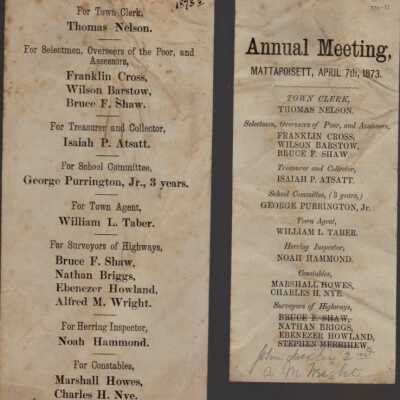 For Town Clerk,
Thomas Nelson.
For Selectmen, Overseers of the Poor, and
Assessors,
Franklin Cross,
Wilson Barstow,
Bruce F. Shaw.
For Treasurer and Collector,
Isaiah P. Atsatt.
For School Committee,
George Purrington, Jr., 3 years.
For Town Agent,
William L. Taber.
For Surveyors of Highways,
Bruce F. Shaw,
Nathan Briggs,
Ebenezer Howland,
Alfred M. Wright.
For Herring Inspector,
Noah Hammond.
For Constables,
Marshall Howes,
Charles H. Nye.
Annual Meeting,
MATTAPOISETT, APRIL 7th, 1873.
TOWN CLERK,
THOMAS NELSON.
Selectmen, Overseers of Poor, and Assessors,
FRANKLIN CROSS,
WILSON BARSTOW,
BRUCE F. SHAW.
Treasurer and Collector,
ISAIAH P. ATSATT.
School Committee, (3 years,)
GEORGE PURRINGTON, Jr.
Town Agent,
WILLIAM L. TABER.
Herring Inspector,
NOAH HAMMOND.
Constables,
MARSHALL HOWES,
CHARLES H. NYE.
Surveyors of Highways,
BRUCE F. SHAW,
NATHAN BRIGGS,
EBENEZER HOWLAND,
STEPHEN MERRIHEW.
John 2nd
A M Wright